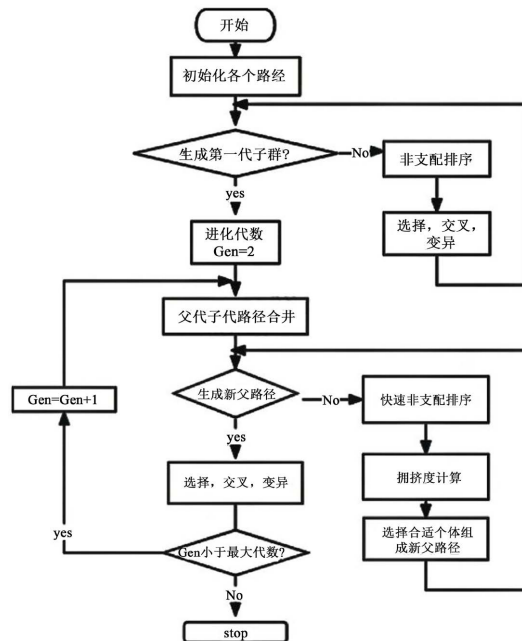 开始
初始化各个路经
生成第一代子群?
No
非支配排序
yes
选择，交叉，
变异
进化代数
Gen=2
父代子代路径合井
生成新父路径
No
快速非支配排序
Gen=Gen+1
yes
拥挤度计算
选择，交叉，变异
选择合适个体组
成新父路径
yes
Gen小于最大代数?
No
stop